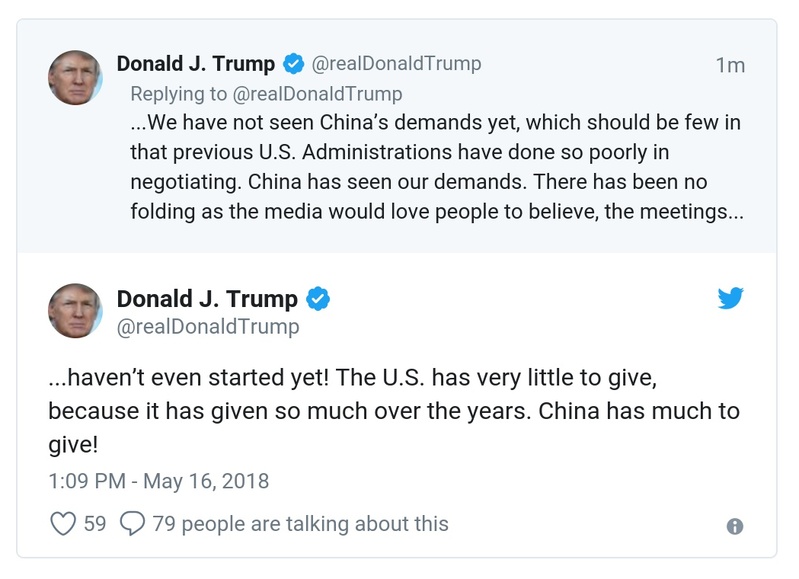 Donald J. Trump @realDonaldTrump 1m
Replying to @realDonaldTrump
...We have not seen China’s demands yet, which should be few in
that previous U.S. Administrations have done so poorly in
negotiating. China has seen our demands. There has been no
folding as the media would love people to believe, the meetings...
Donald J. Trump
@realDonaldTrump
...haven’t even started yet! The U.S. has very little to give,
because it has given so much over the years. China has much to
give!
1:09 PM - May 16, 2018
59 79 people are talking about this